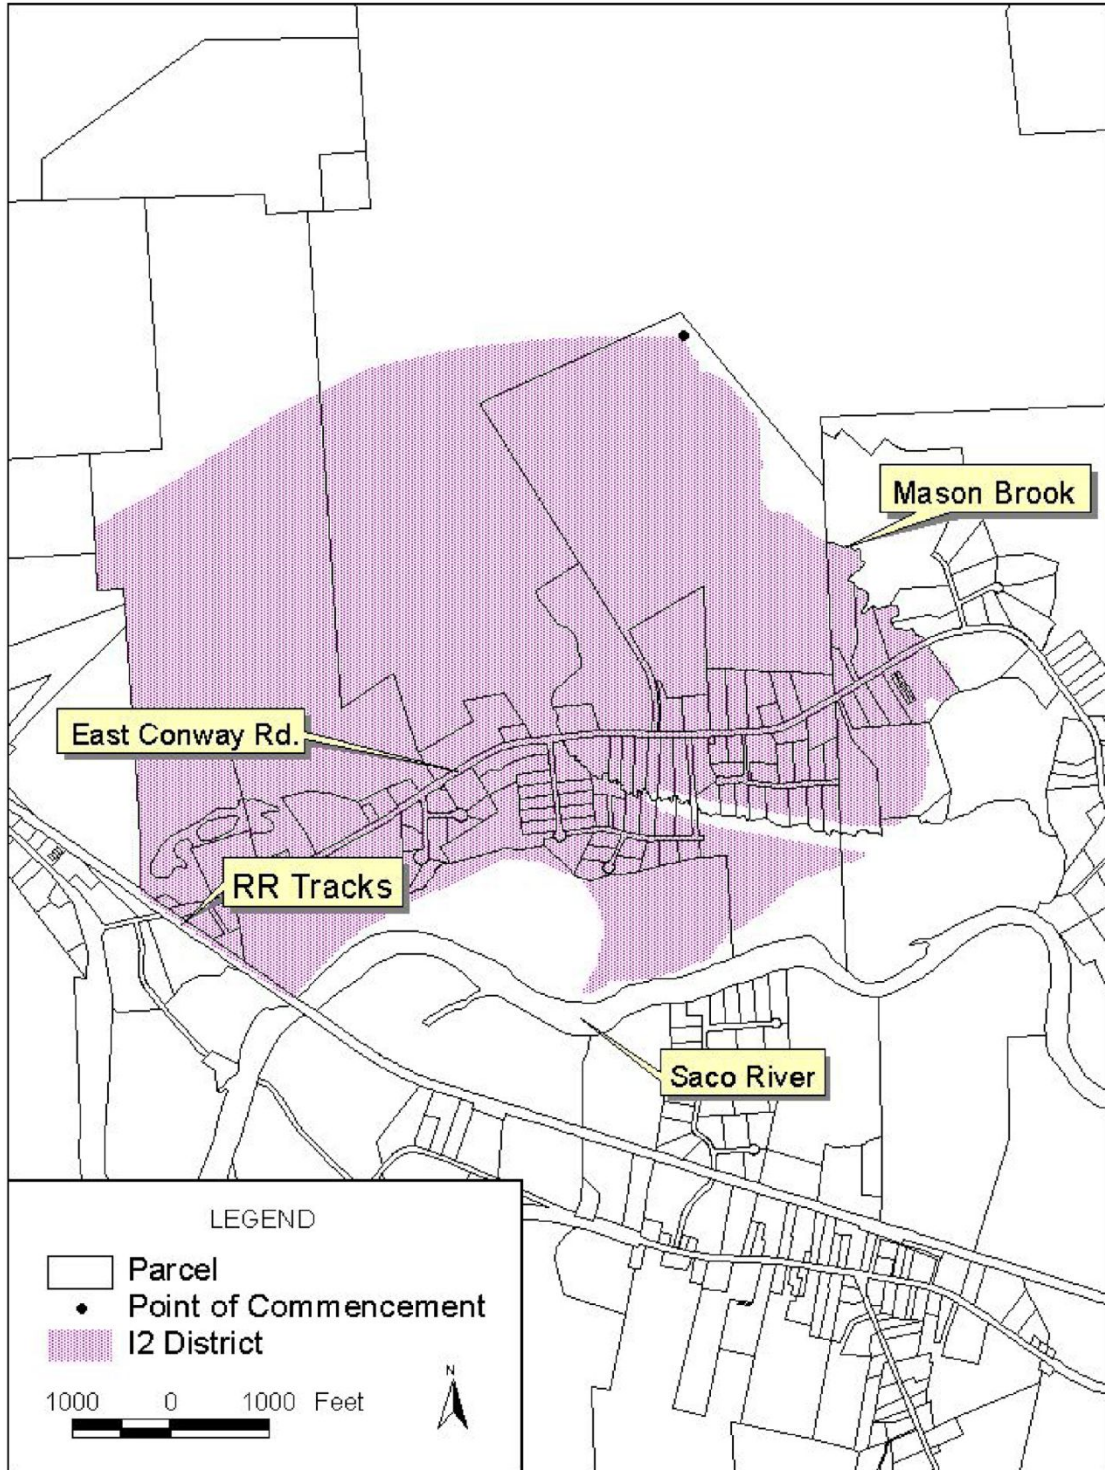 Mason Brook
East Conway Rd.
RR Tracks
Saco River
LEGEND
Parcel
Point of Commencement
I2 District
N
1000 0 1000 Feet